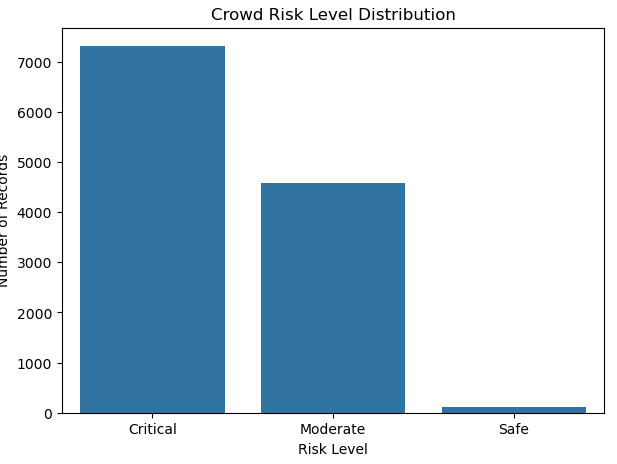 Crowd Risk Level Distribution
7000
6000
5000
4000
3000
2000
1000
0
Number of Records
Critical
Moderate
Safe
Risk Level